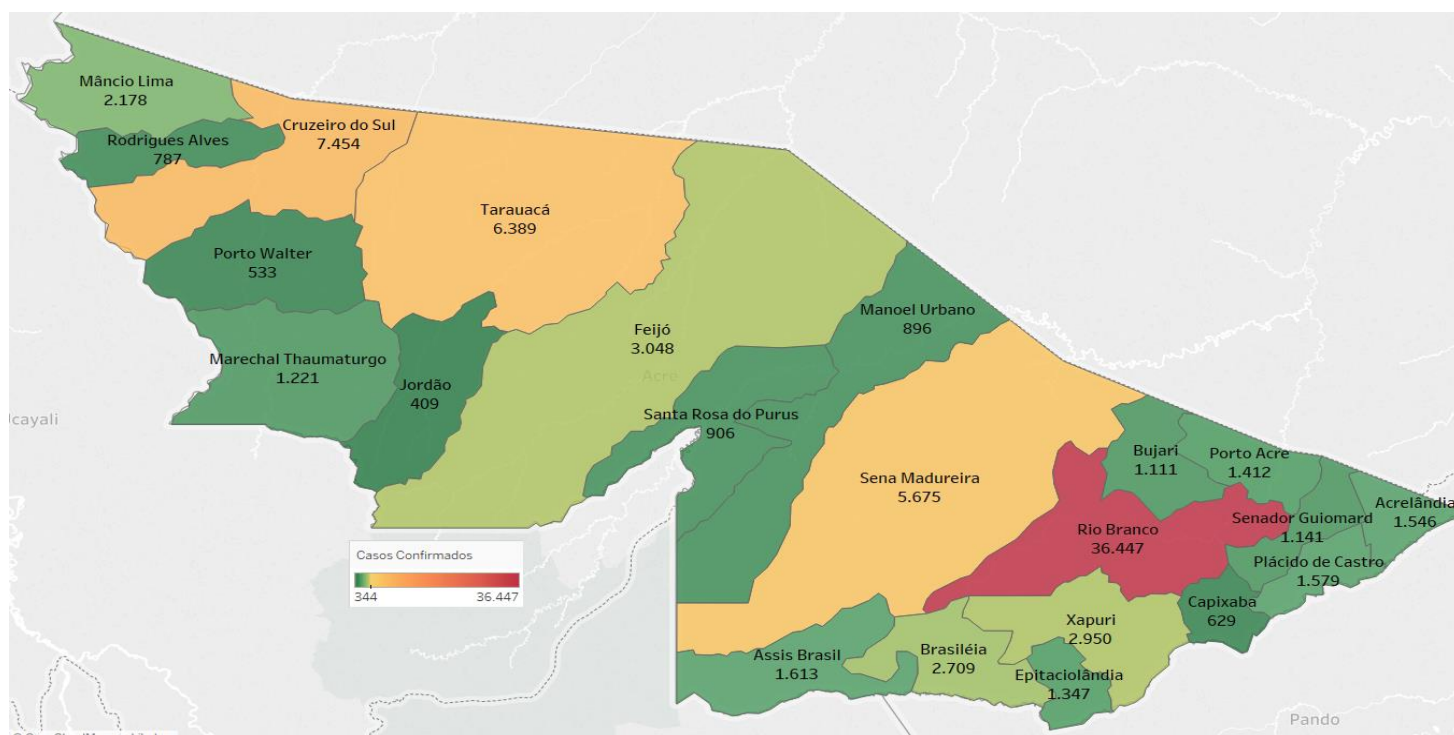 Mâncio Lima
2.178
Cruzeiro do Sul
7.454
Rodrigues Alves
787
Tarauacá
6.389
Porto Walter
533
Manoel Urbano
896
Feijó
3.048
Marechal Thaumaturgo
1.221
Jordão
409
Acre
Santa Rosa do Purus
906
Ucayali
Sena Madureira
5.675
Bujari
1.111
Porto Acre
1.412
Acrelândia
1.546
Rio Branco
36.447
Senador Guiomard
1.141
Plácido de Castro
1.579
Casos Confirmados
344
36.447
Capixaba
629
Xapuri
2.950
Brasiléia
2.709
Assis Brasil
1.613
Epitaciolândia
1.347
Pando